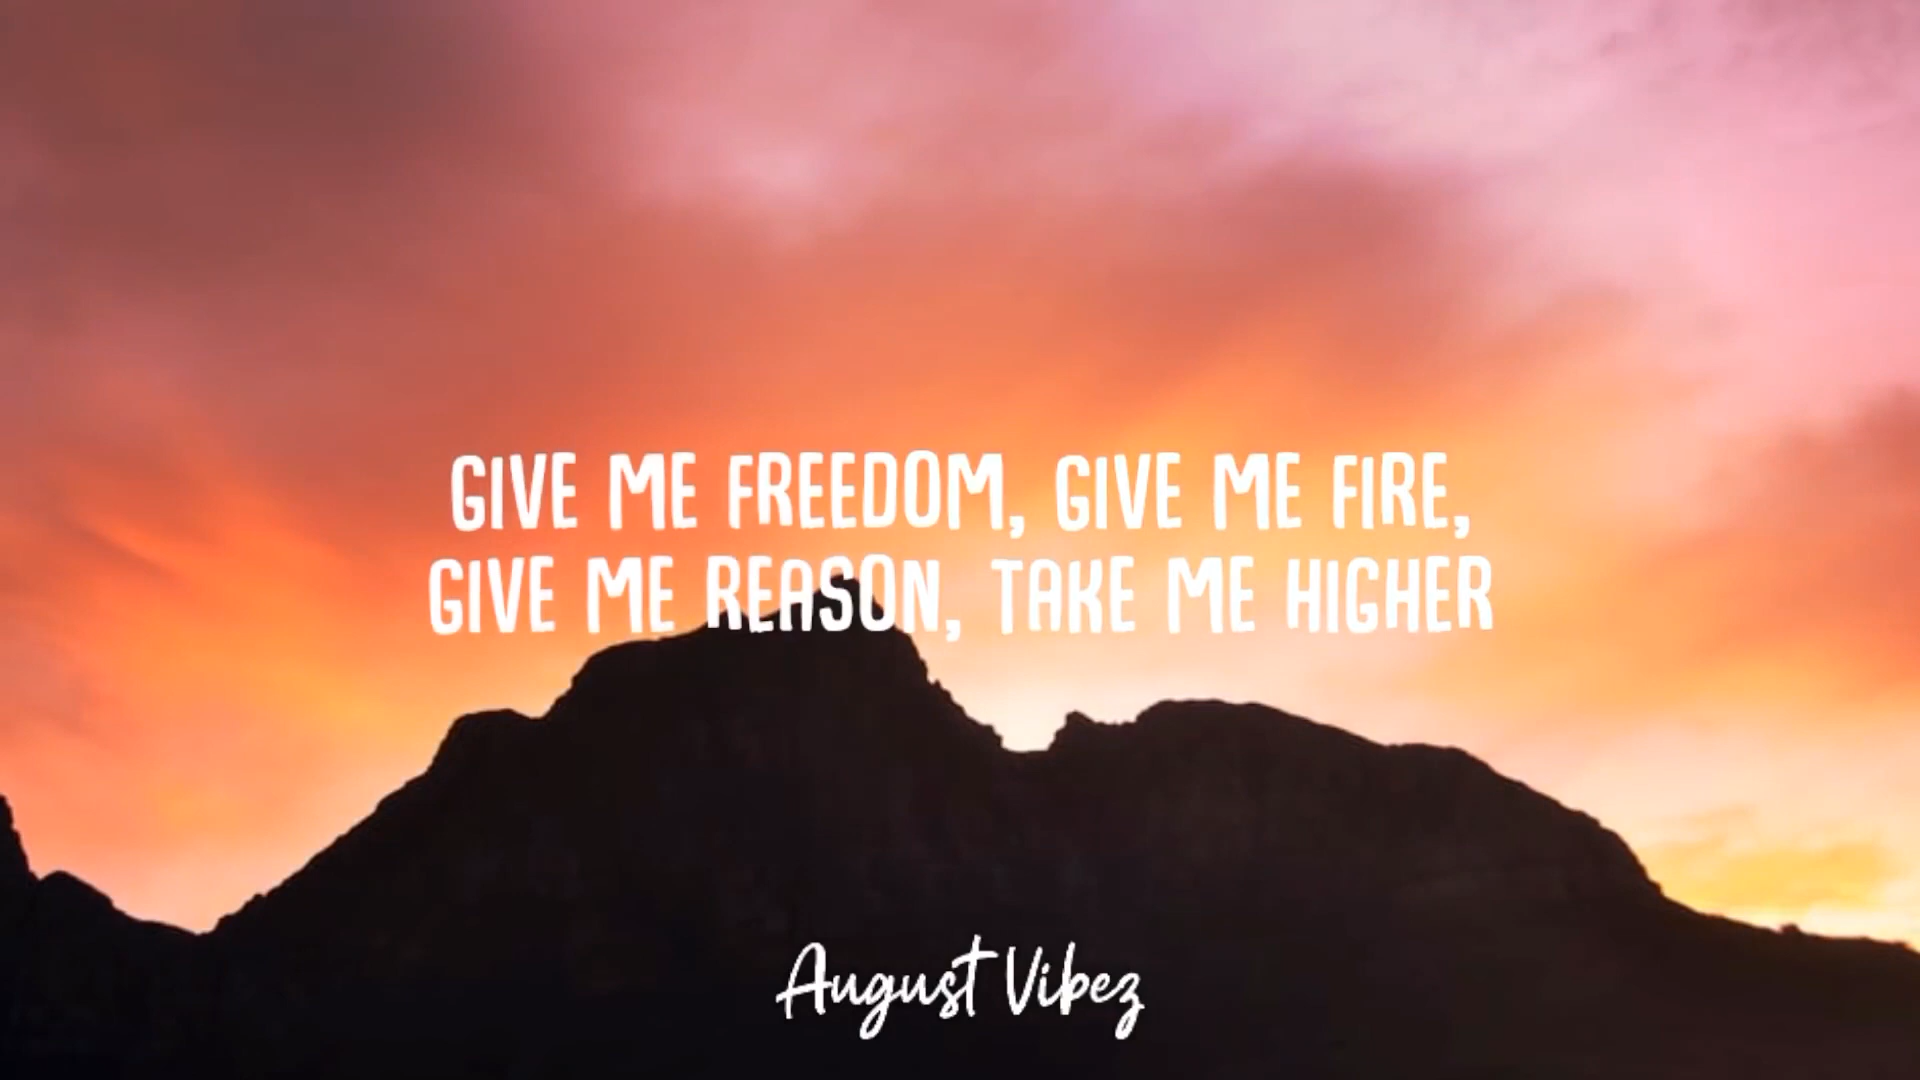 GIVE ME FREEDOM, GIVE ME FIRE,
GIVE ME REASON, TAKE ME HIGHER
August Vibez